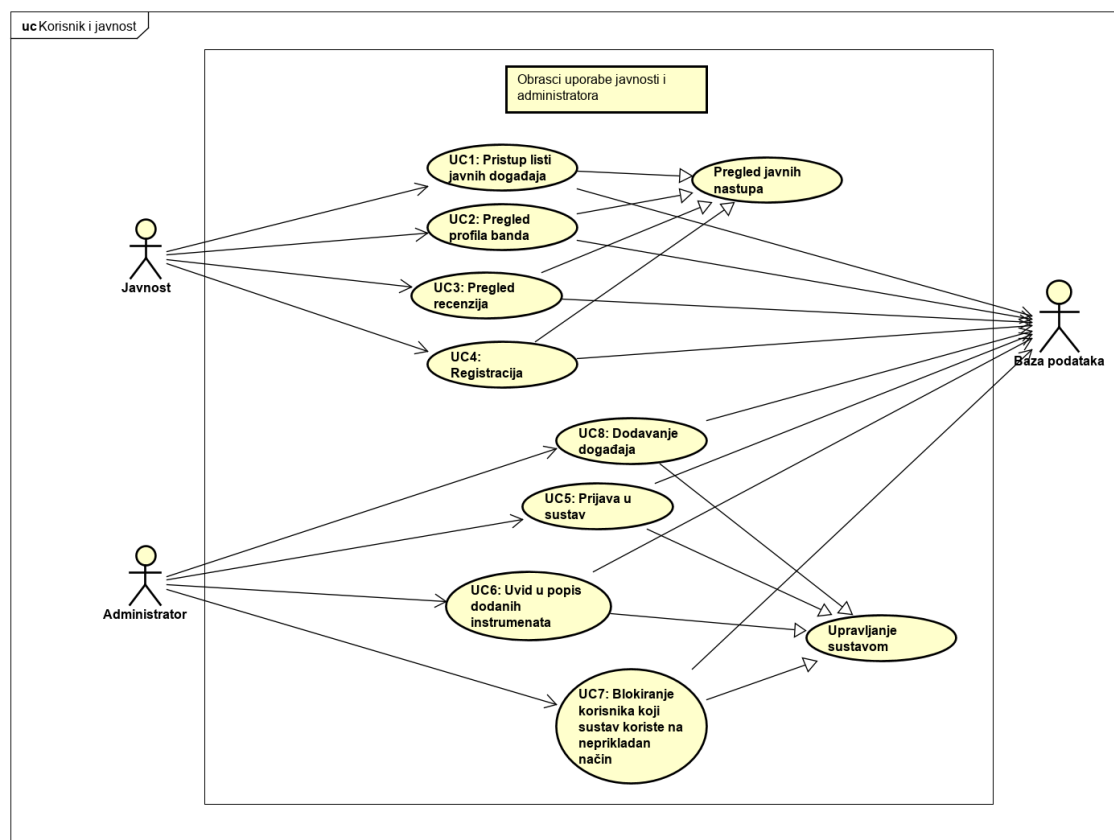 uc Korisnik i javnost
Obrasci uporabe javnosti i
administratora
UC1: Pristup listi
javnih događaja
Pregled javnih
nastupa
UC2: Pregled
profila banda
Javnost
UC3: Pregled
recenzija
Baza podataka
UC4:
Registracija
UC8: Dodavanje
događaja
UC5: Prijava u
sustav
Administrator
UC6: Uvid u popis
dodanih
instrumenata
Upravljanje
sustavom
UC7: Blokiranje
korisnika koji
sustav koriste na
neprikladan
način